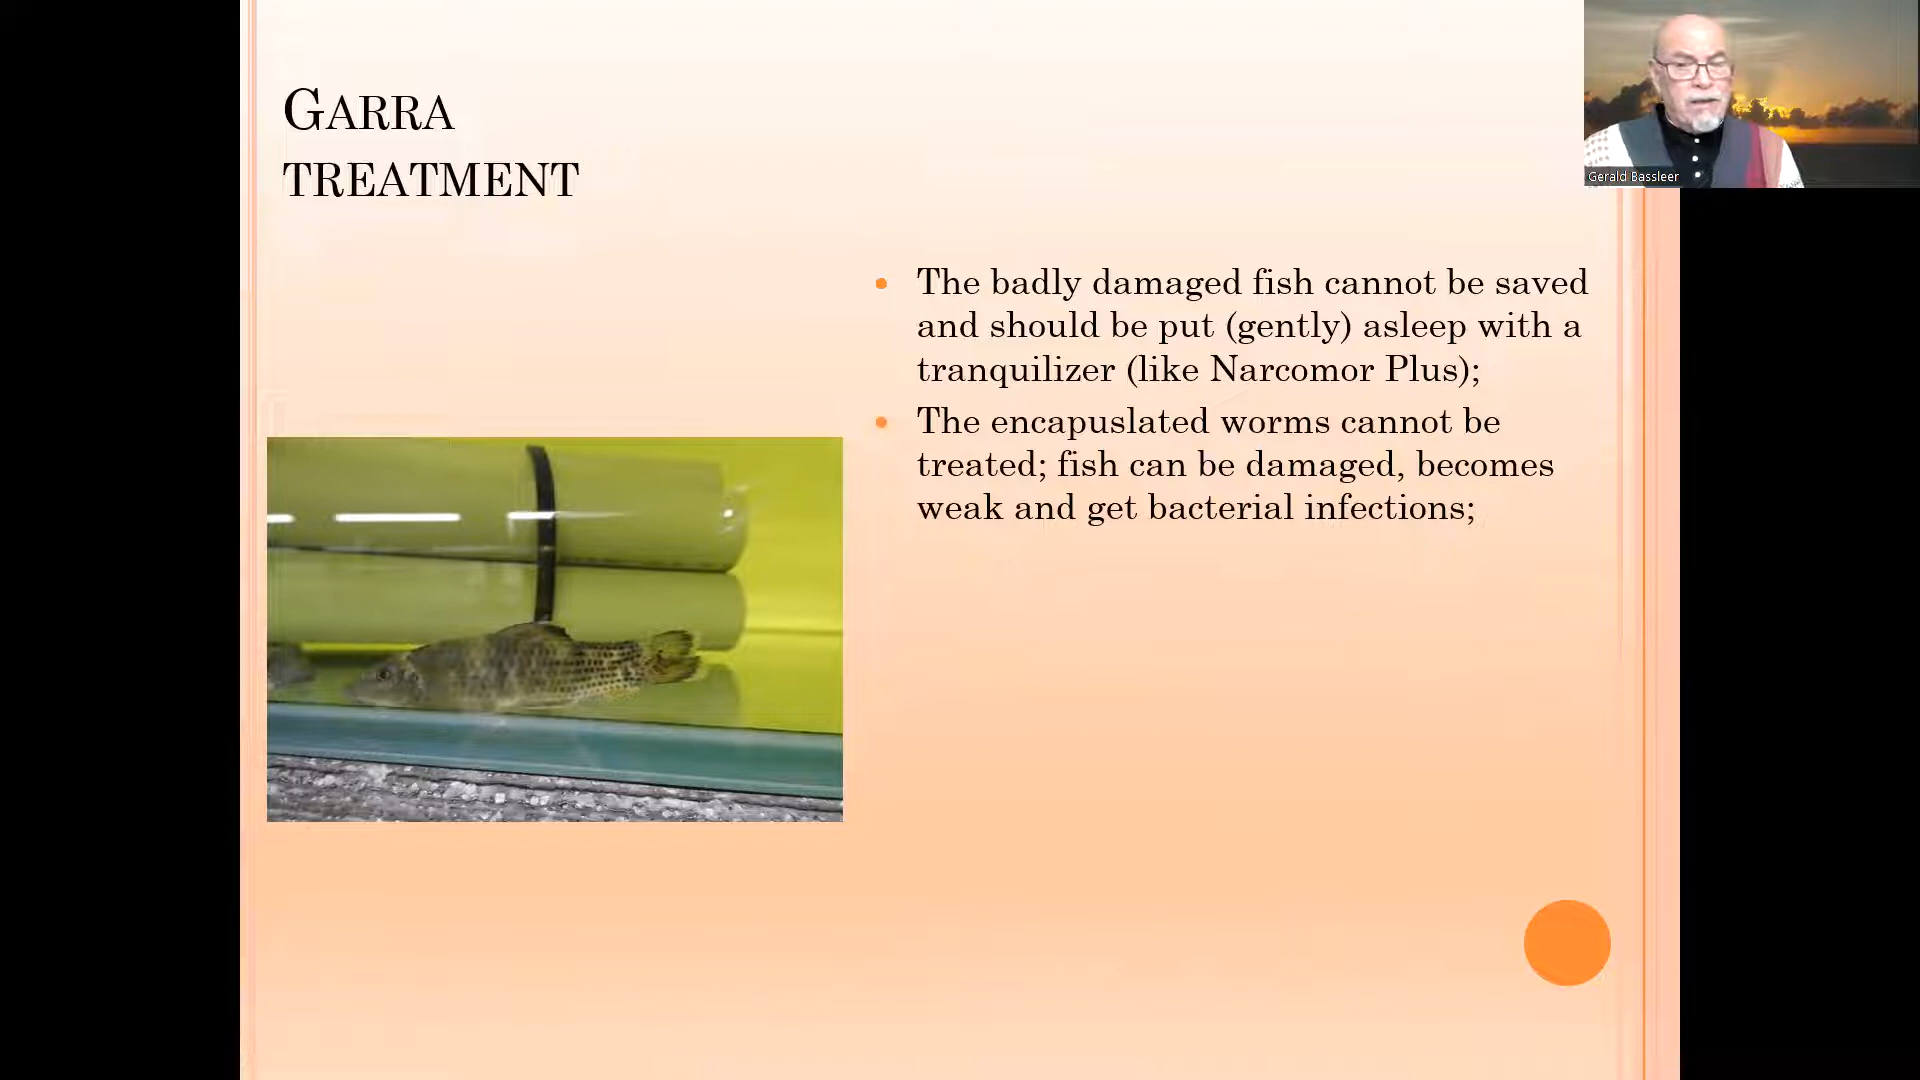 GARRA
TREATMENT
Gerald Bassleer
• The badly damaged fish cannot be saved
and should be put (gently) asleep with a
tranquilizer (like Narcomor Plus);
• The encapuslated worms cannot be
treated; fish can be damaged, becomes
weak and get bacterial infections;